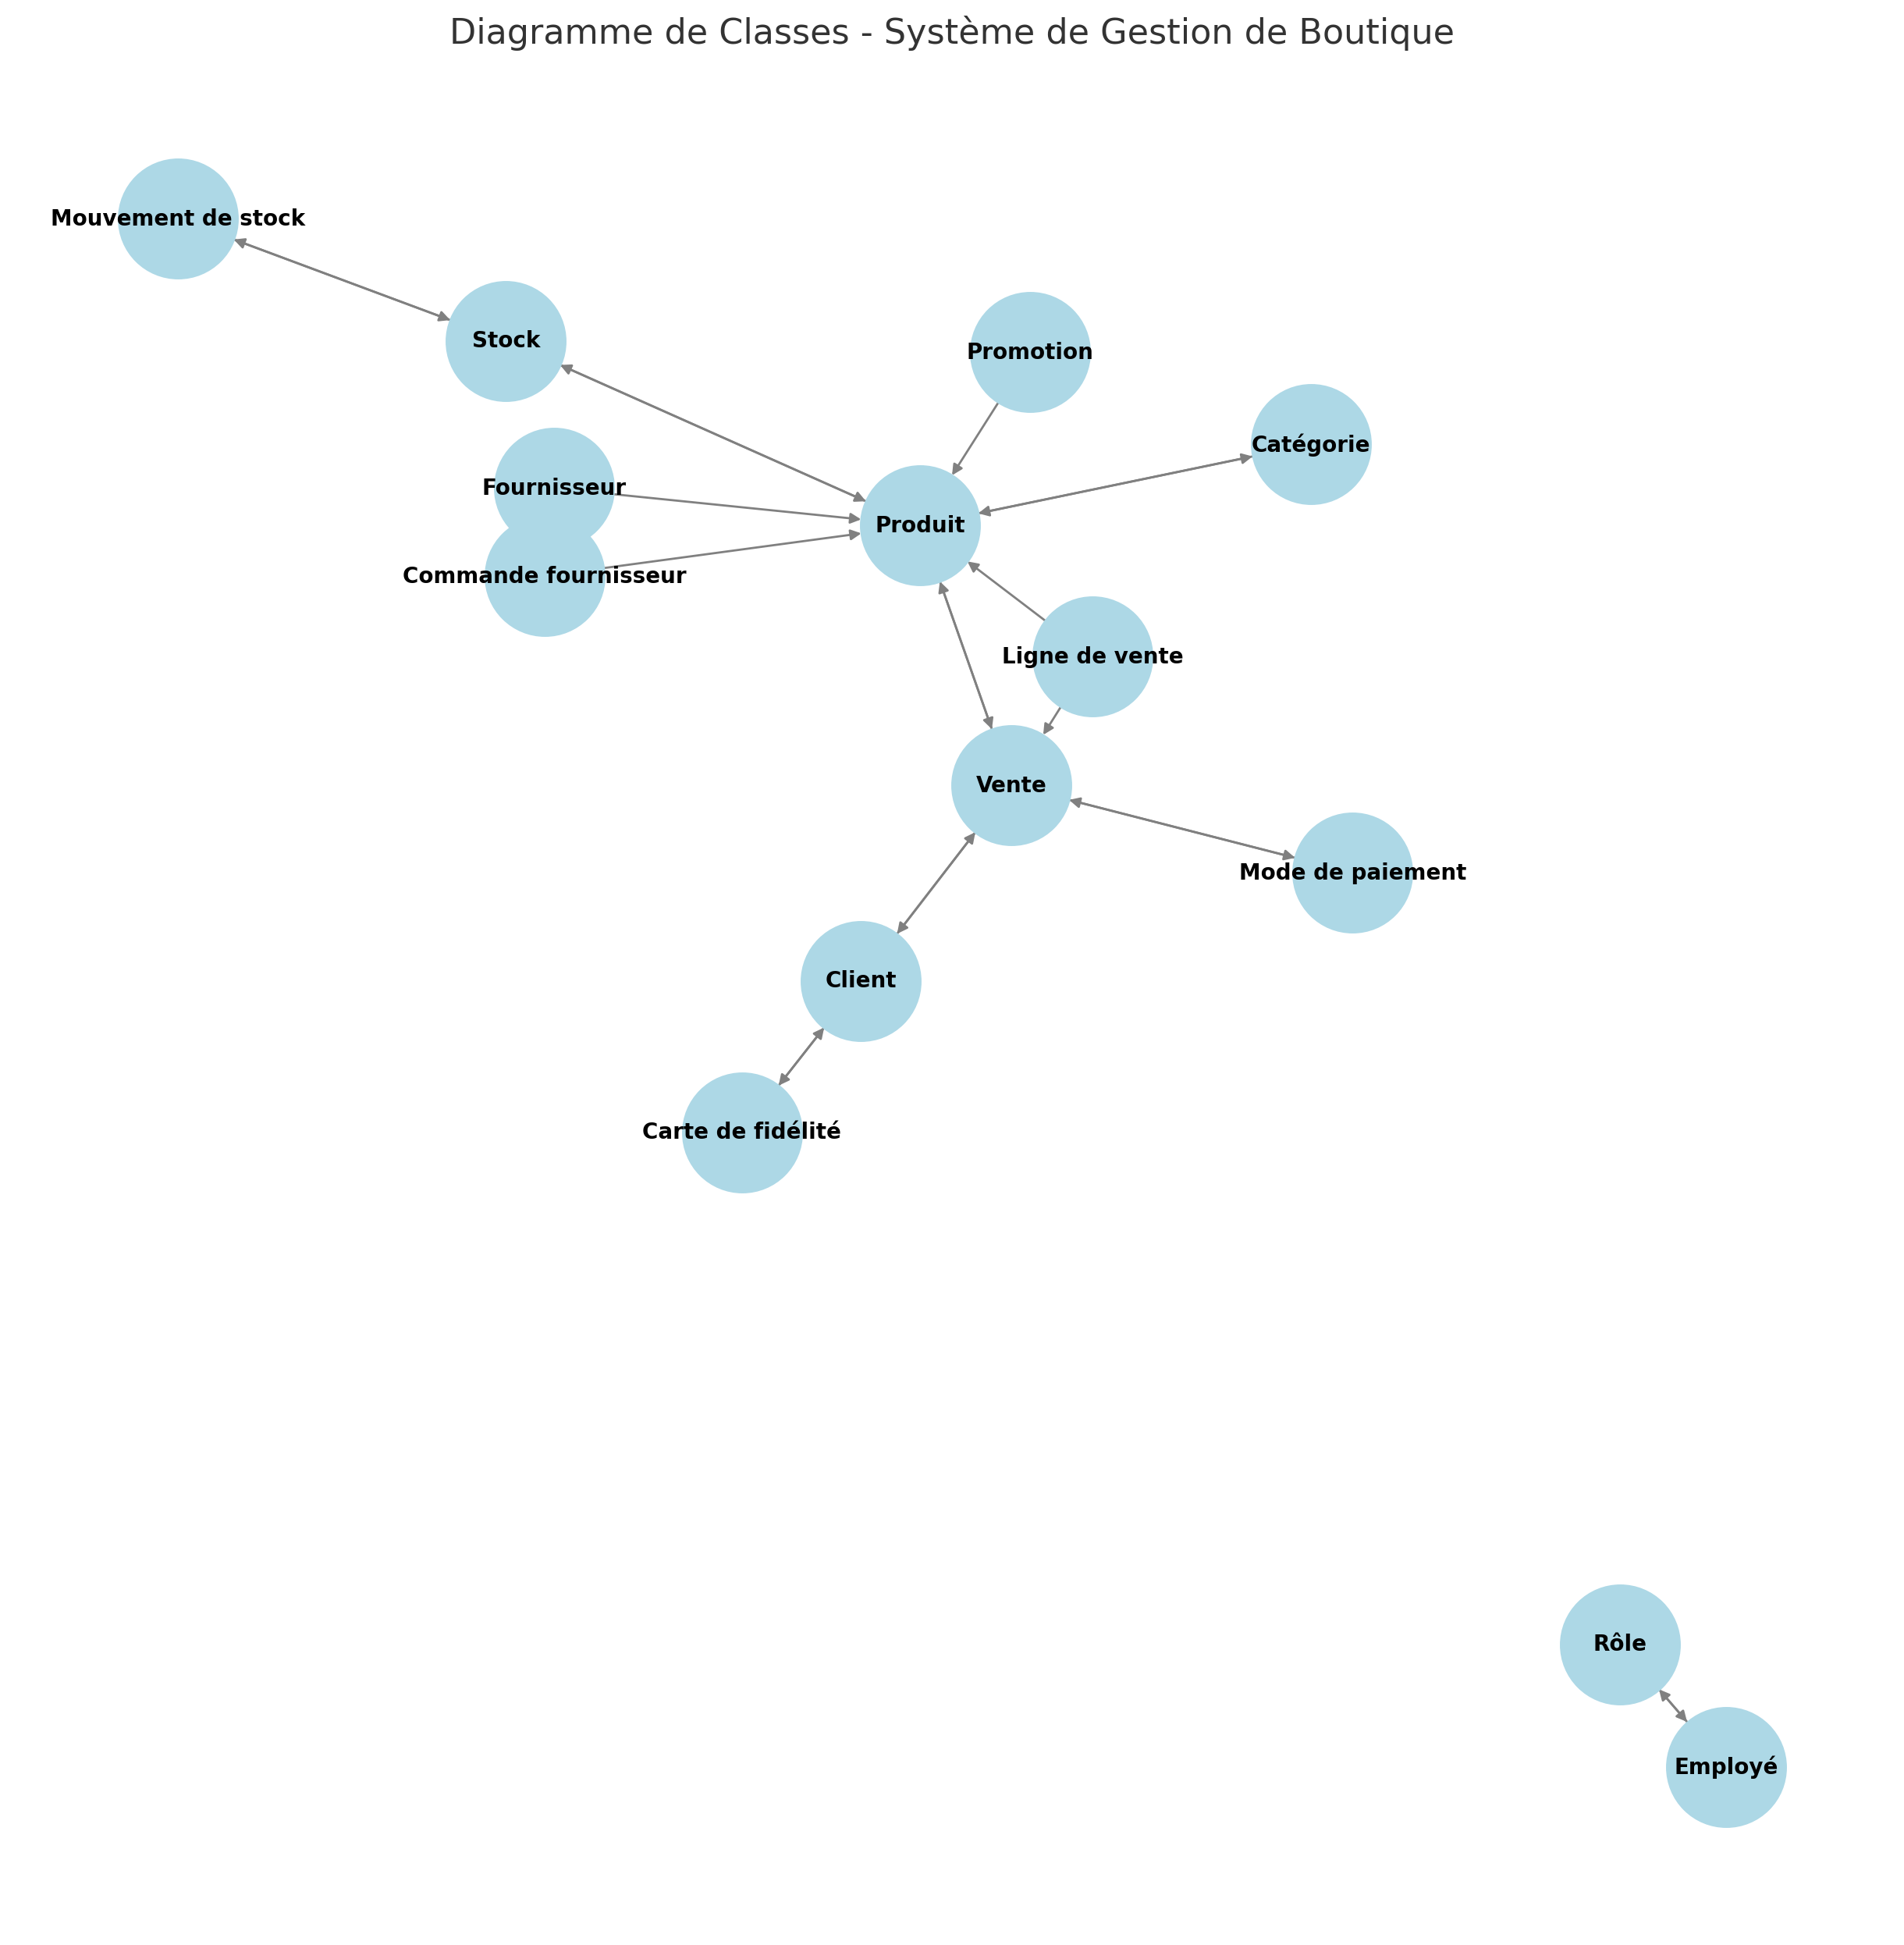 Diagramme de Classes - Système de Gestion de Boutique
Mouvement de stock
Stock
Promotion
Catégorie
Fournisseur
Produit
Commande fournisseur
Ligne de vente
Vente
Mode de paiement
Client
Carte de fidélité
Rôle
Employé